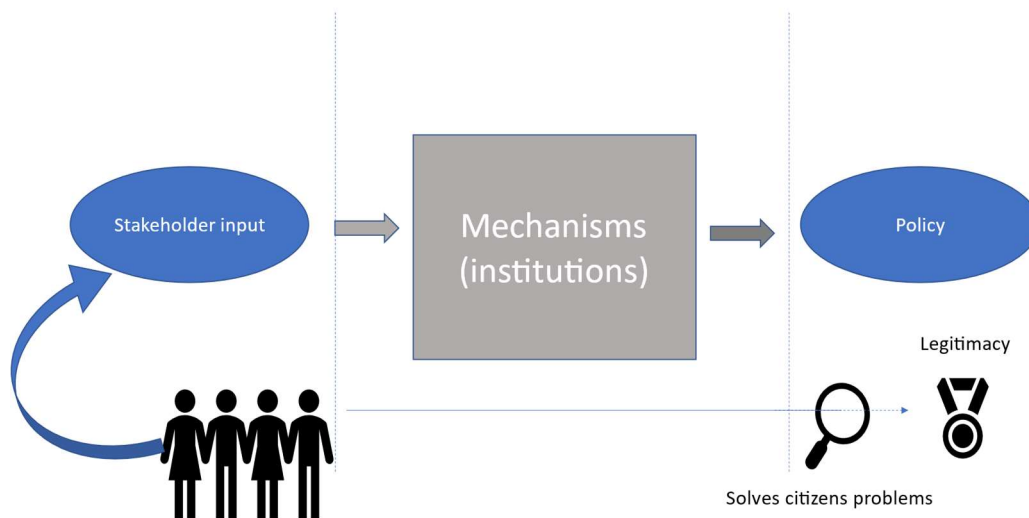 Stakeholder input
Mechanisms
(institutions)
Policy
Legitimacy
Solves citizens problems